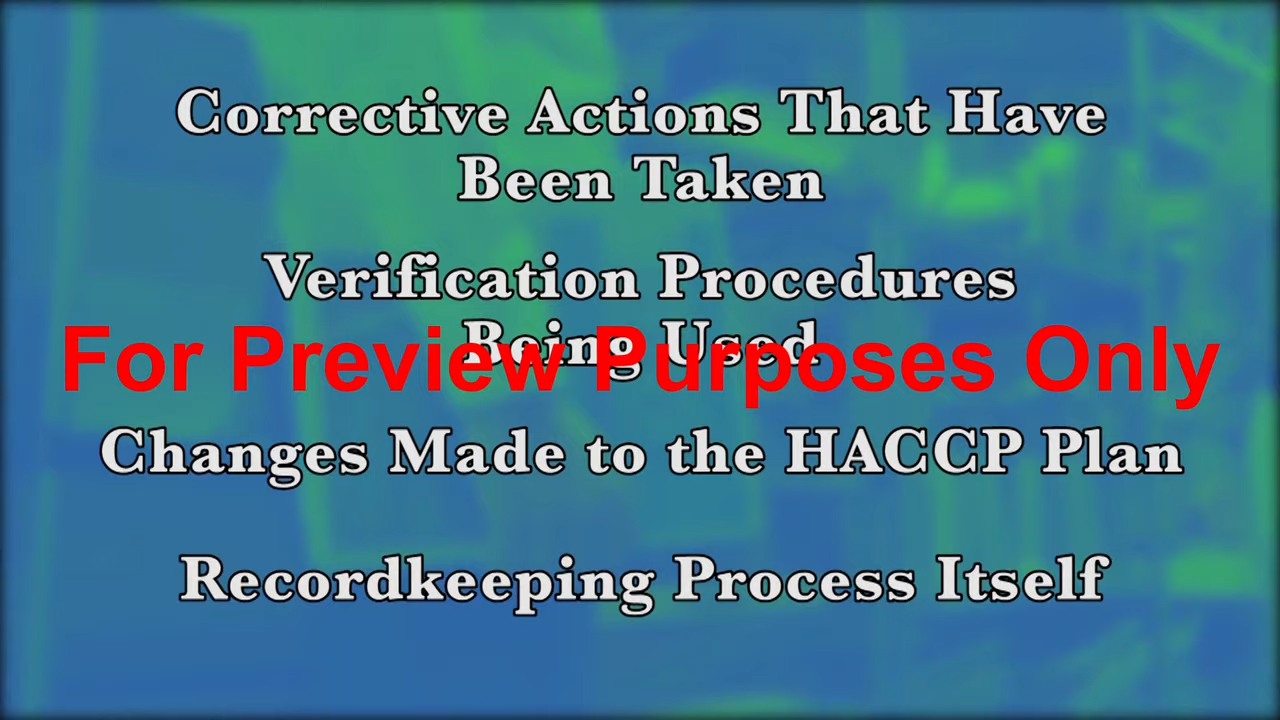 Corrective Actions That Have
Been Taken
Verification Procedures
Being Used
For Preview Purposes Only
Changes Made to the HACCP Plan
Recordkeeping Process Itself